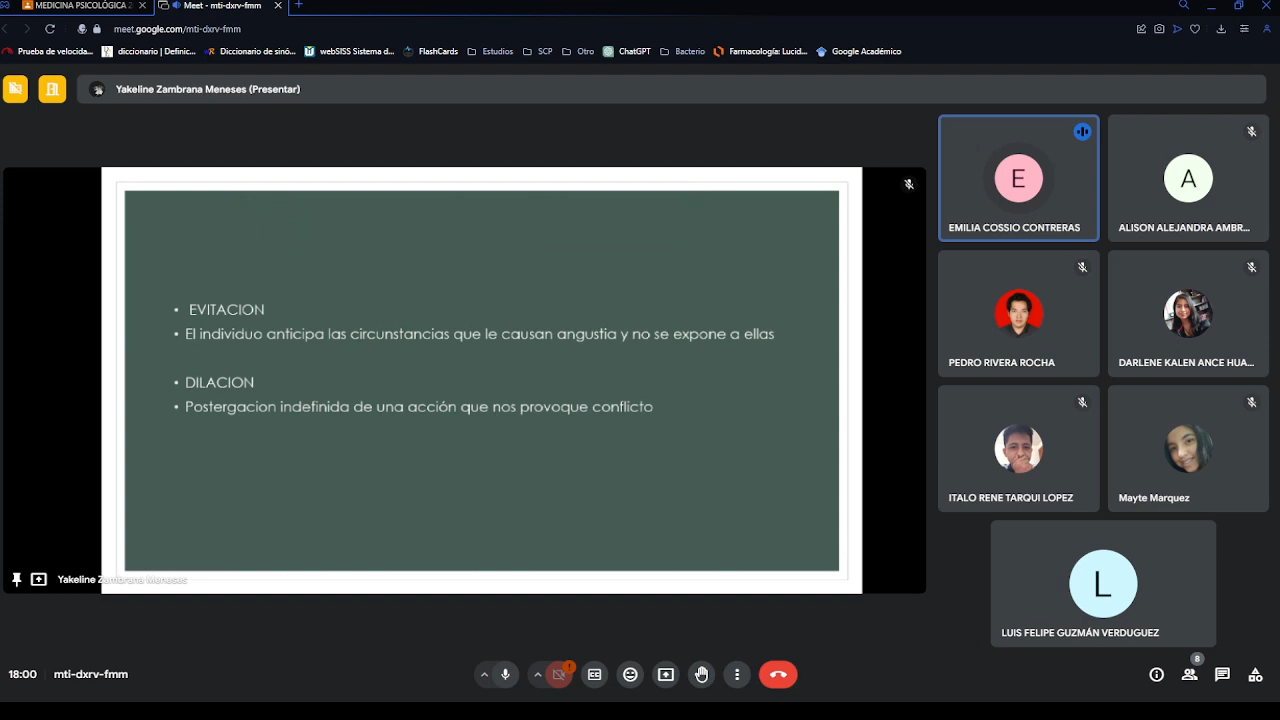 MEDICINA PSICOLÓGICA 2
Meet - mti-dxrv-fmm
meet.google.com/mti-dxrv-fmm
Prueba de velocida...
diccionario | Definic...
Diccionario de sinó...
webSISS Sistema d...
FlashCards
Estudios
SCP
Otro
ChatGPT
Bacterio
Farmacología: Lucid...
Google Académico
Yakeline Zambrana Meneses (Presentar)
• EVITACION
• El individuo anticipa las circunstancias que le causan angustia y no se expone a ellas
• DILACION
• Postergacion indefinida de una acción que nos provoque conflicto
Yakeline Zambrana Meneses
E
EMILIA COSSIO CONTRERAS
A
ALISON ALEJANDRA AMBR...
PEDRO RIVERA ROCHA
DARLENE KALEN ANCE HUA...
ITALO RENE TARQUI LOPEZ
Mayte Marquez
L
LUIS FELIPE GUZMÁN VERDUGUEZ
18:00
mti-dxrv-fmm
8